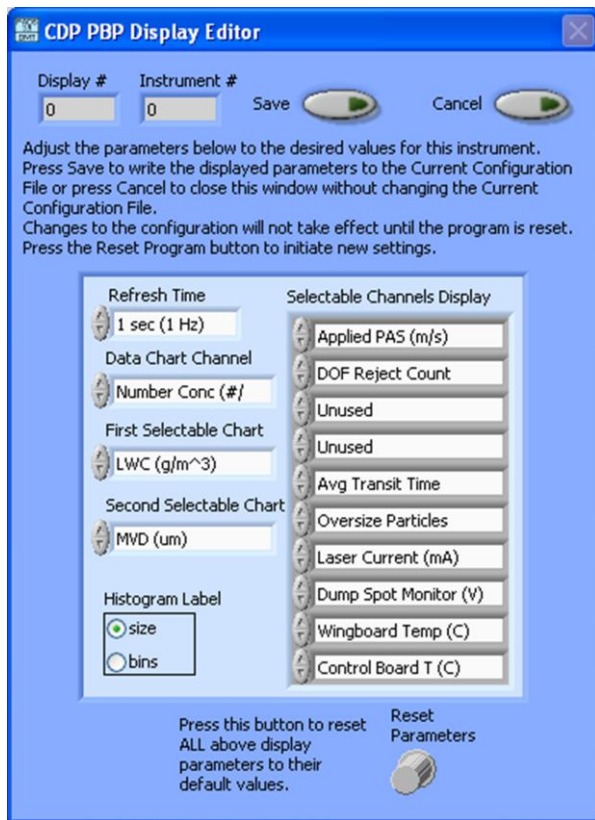 CDP PBP Display Editor
Display #
Instrument #
0
0
Save
Cancel
Adjust the parameters below to the desired values for this instrument.
Press Save to write the displayed parameters to the Current Configuration
File or press Cancel to close this window without changing the Current
Configuration File.
Changes to the configuration will not take effect until the program is reset.
Press the Reset Program button to initiate new settings.
Refresh Time
1 sec (1 Hz)
Data Chart Channel
Number Conc (#/
First Selectable Chart
LWC (g/m^3)
Second Selectable Chart
MVD (um)
Histogram Label
size
bins
Selectable Channels Display
Applied PAS (m/s)
DOF Reject Count
Unused
Unused
Avg Transit Time
Oversize Particles
Laser Current (mA)
Dump Spot Monitor (V)
Wingboard Temp (C)
Control Board T (C)
Press this button to reset
ALL above display
parameters to their
default values.
Reset
Parameters